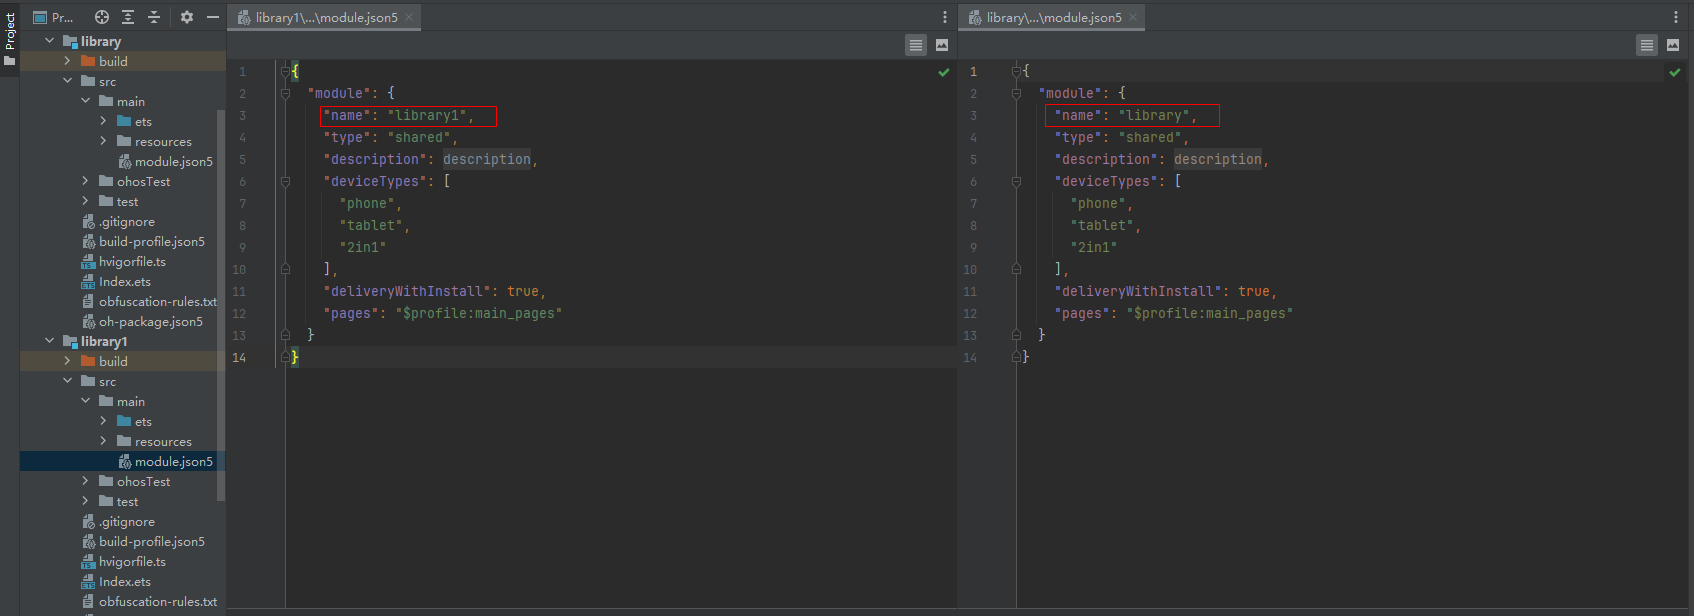 Project
Pr...
library
build
src
main
ets
resources
module.json5
ohosTest
test
.gitignore
build-profile.json5
hvigorfile.ts
Index.ets
obfuscation-rules.txt
oh-package.json5
library1
build
src
main
ets
resources
module.json5
ohosTest
test
.gitignore
build-profile.json5
hvigorfile.ts
Index.ets
obfuscation-rules.txt
library1\...\module.json5
1 {
2 "module": {
3 "name": "library1",
4 "type": "shared",
5 "description": description,
6 "deviceTypes": [
7 "phone",
8 "tablet",
9 "2in1"
10 ],
11 "deliveryWithInstall": true,
12 "pages": "$profile:main_pages"
13 }
14 }
library\...\module.json5
1 {
2 "module": {
3 "name": "library",
4 "type": "shared",
5 "description": description,
6 "deviceTypes": [
7 "phone",
8 "tablet",
9 "2in1"
10 ],
11 "deliveryWithInstall": true,
12 "pages": "$profile:main_pages"
13 }
14 }